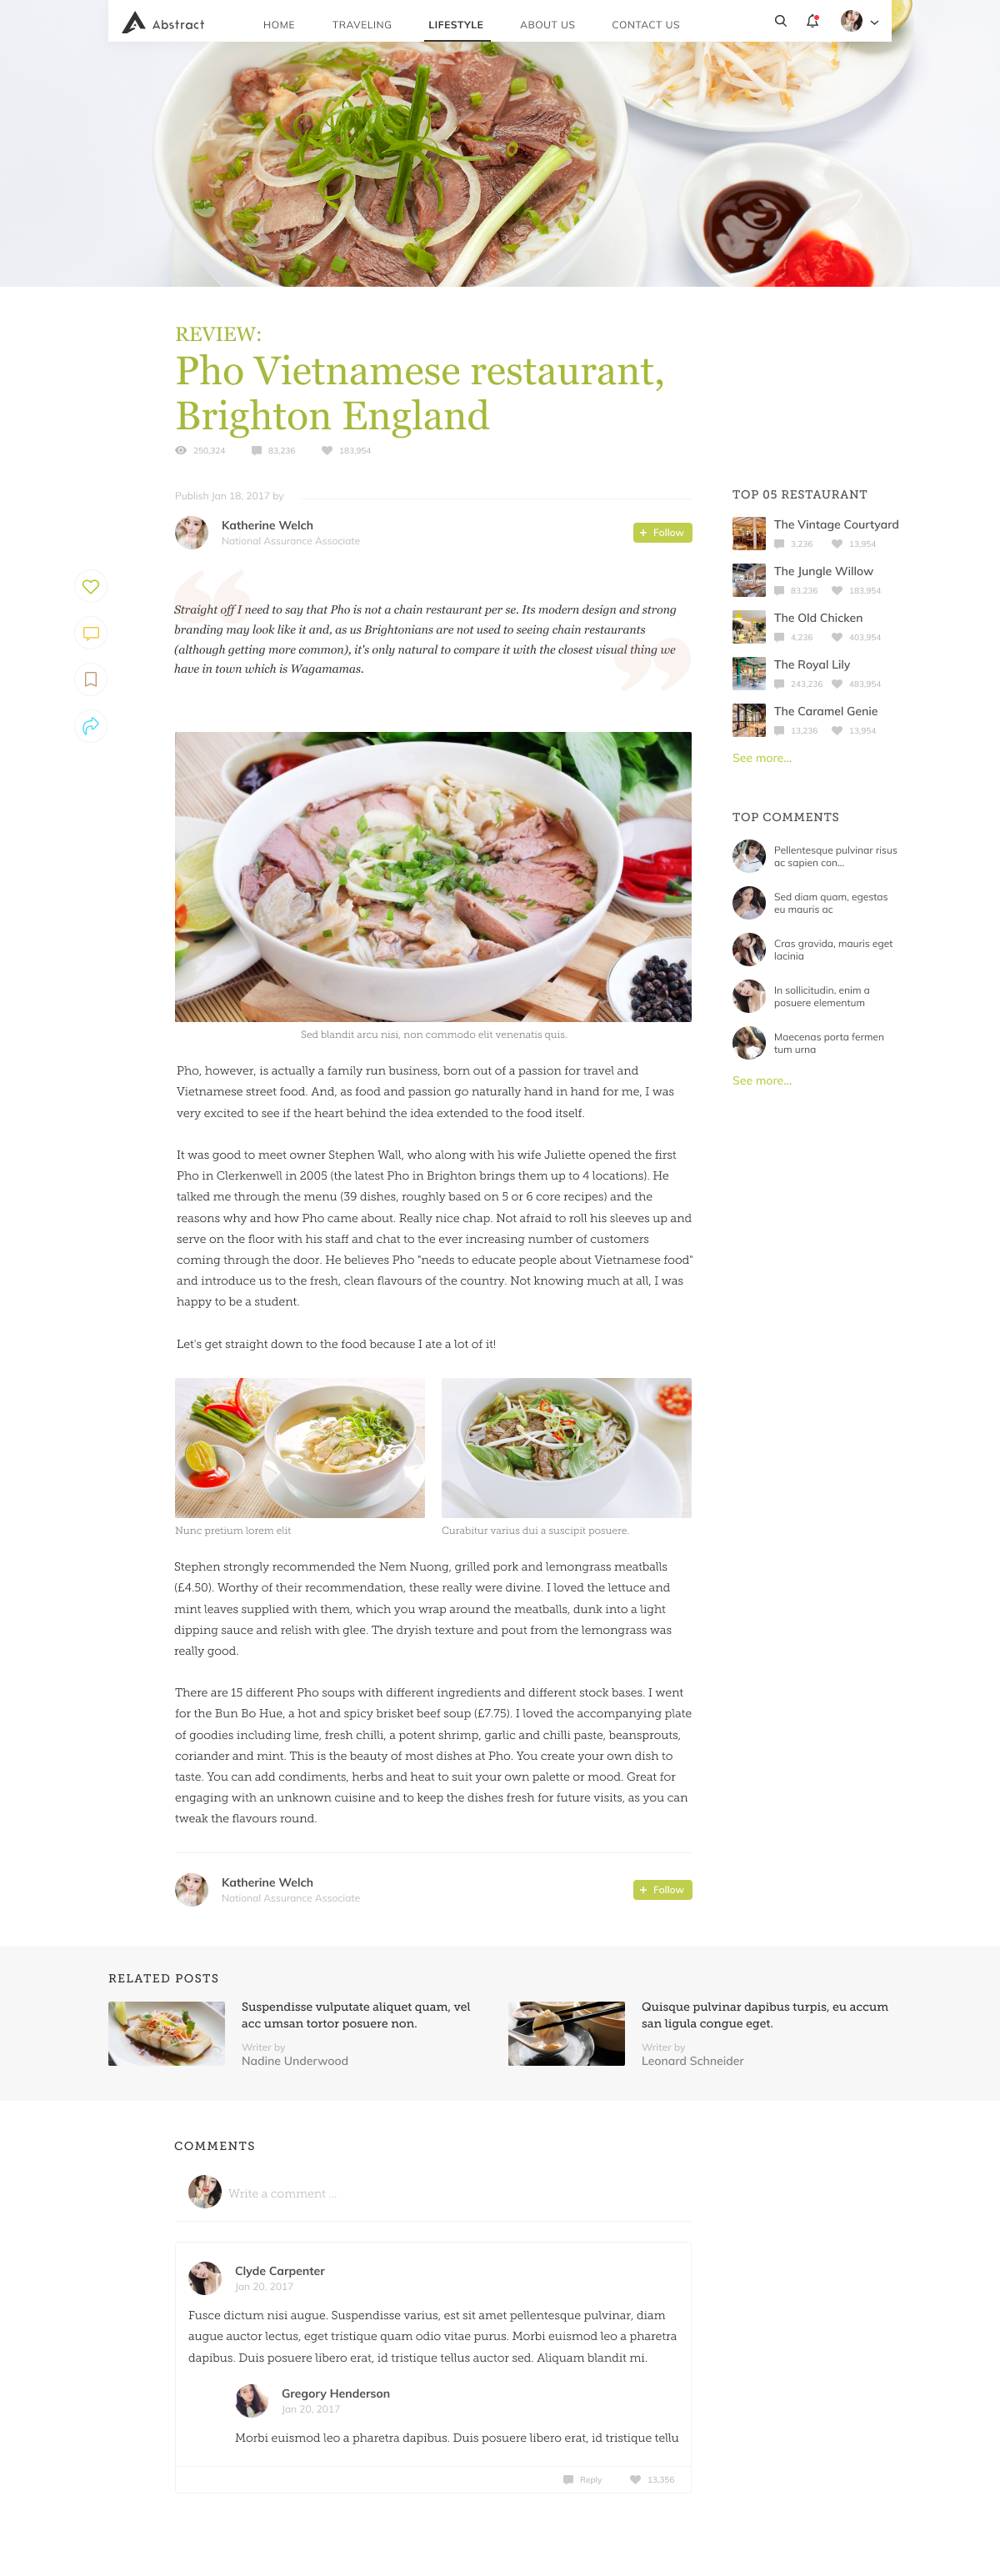 Abstract
HOME
TRAVELING
LIFESTYLE
ABOUT US
CONTACT US
REVIEW:
Pho Vietnamese restaurant,
Brighton England
250,324
83,236
183,954
Publish Jan 18, 2017 by
Katherine Welch
National Assurance Associate
+ Follow
“
Straight off I need to say that Pho is not a chain restaurant per se. Its modern design and strong
branding may look like it and, as us Brightonians are not used to seeing chain restaurants
(although getting more common), it's only natural to compare it with the closest visual thing we
have in town which is Wagamamas.
”
Sed blandit arcu nisi, non commodo elit venenatis quis.
Pho, however, is actually a family run business, born out of a passion for travel and
Vietnamese street food. And, as food and passion go naturally hand in hand for me, I was
very excited to see if the heart behind the idea extended to the food itself.
It was good to meet owner Stephen Wall, who along with his wife Juliette opened the first
Pho in Clerkenwell in 2005 (the latest Pho in Brighton brings them up to 4 locations). He
talked me through the menu (39 dishes, roughly based on 5 or 6 core recipes) and the
reasons why and how Pho came about. Really nice chap. Not afraid to roll his sleeves up and
serve on the floor with his staff and chat to the ever increasing number of customers
coming through the door. He believes Pho "needs to educate people about Vietnamese food"
and introduce us to the fresh, clean flavours of the country. Not knowing much at all, I was
happy to be a student.
Let's get straight down to the food because I ate a lot of it!
Nunc pretium lorem elit
Curabitur varius dui a suscipit posuere.
Stephen strongly recommended the Nem Nuong, grilled pork and lemongrass meatballs
(£4.50). Worthy of their recommendation, these really were divine. I loved the lettuce and
mint leaves supplied with them, which you wrap around the meatballs, dunk into a light
dipping sauce and relish with glee. The dryish texture and pout from the lemongrass was
really good.
There are 15 different Pho soups with different ingredients and different stock bases. I went
for the Bun Bo Hue, a hot and spicy brisket beef soup (£7.75). I loved the accompanying plate
of goodies including lime, fresh chilli, a potent shrimp, garlic and chilli paste, beansprouts,
coriander and mint. This is the beauty of most dishes at Pho. You create your own dish to
taste. You can add condiments, herbs and heat to suit your own palette or mood. Great for
engaging with an unknown cuisine and to keep the dishes fresh for future visits, as you can
tweak the flavours round.
Katherine Welch
National Assurance Associate
+ Follow
TOP 05 RESTAURANT
The Vintage Courtyard
3,236
13,954
The Jungle Willow
83,236
183,954
The Old Chicken
4,236
403,954
The Royal Lily
243,236
483,954
The Caramel Genie
13,236
13,954
See more...
TOP COMMENTS
Pellentesque pulvinar risus
ac sapien con...
Sed diam quam, egestas
eu mauris ac
Cras gravida, mauris eget
lacinia
In sollicitudin, enim a
posuere elementum
Maecenas porta fermen
tum urna
See more...
RELATED POSTS
Suspendisse vulputate aliquet quam, vel
acc umsan tortor posuere non.
Writer by
Nadine Underwood
Quisque pulvinar dapibus turpis, eu accum
san ligula congue eget.
Writer by
Leonard Schneider
COMMENTS
Write a comment ...
Clyde Carpenter
Jan 20, 2017
Fusce dictum nisi augue. Suspendisse varius, est sit amet pellentesque pulvinar, diam
augue auctor lectus, eget tristique quam odio vitae purus. Morbi euismod leo a pharetra
dapibus. Duis posuere libero erat, id tristique tellus auctor sed. Aliquam blandit mi.
Gregory Henderson
Jan 20, 2017
Morbi euismod leo a pharetra dapibus. Duis posuere libero erat, id tristique tellu
Reply
13,356